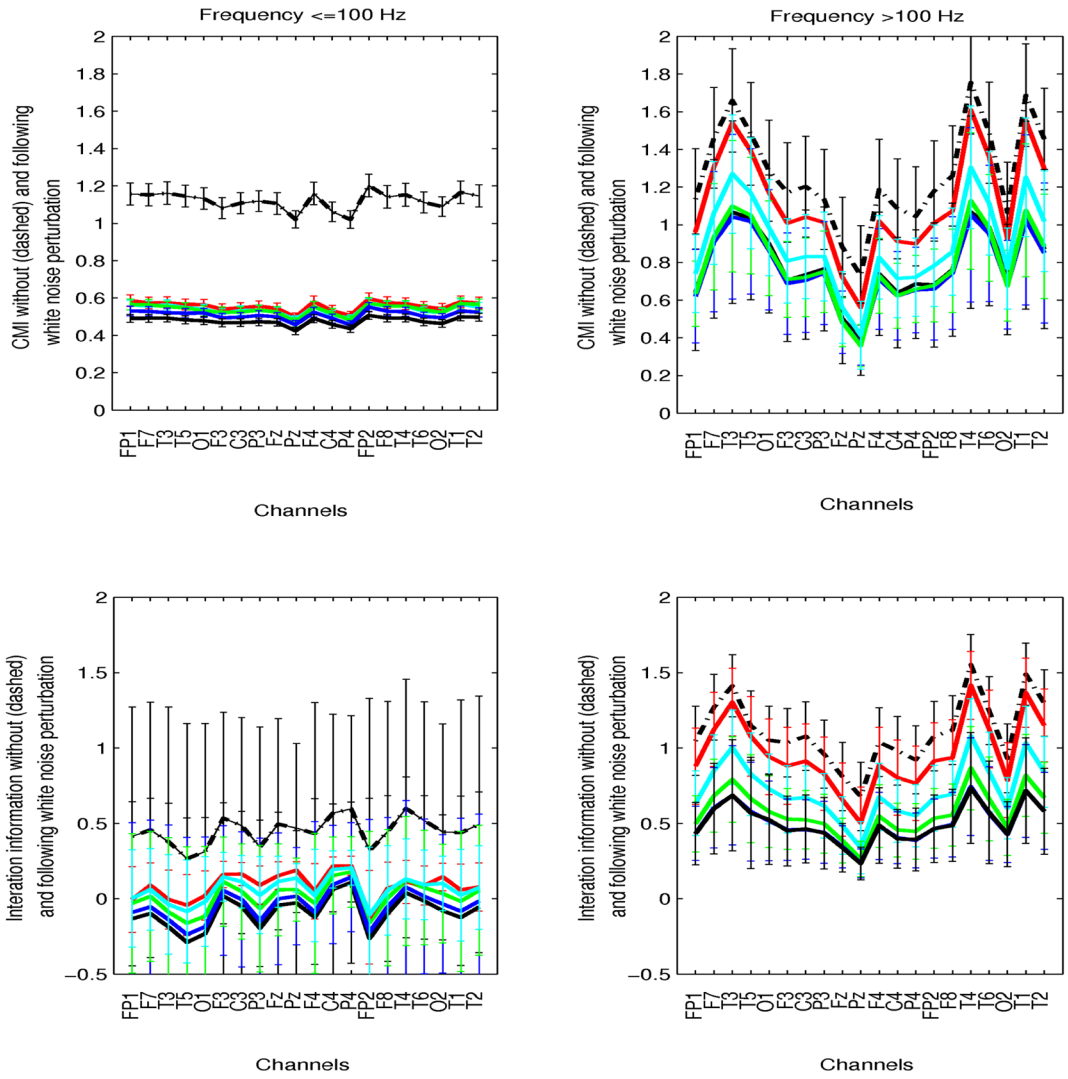 Frequency <=100 Hz
CMI without (dashed) and following
white noise perturbation
2
1.8
1.6
1.4
1.2
1
0.8
0.6
0.4
0.2
0
FP1 F7 T3 T5 O1 F3 C3 P3 Fz Pz F4 C4 P4 FP2 F8 T4 T6 O2 T1 T2
Channels
Frequency >100 Hz
CMI without (dashed) and following
white noise perturbation
2
1.8
1.6
1.4
1.2
1
0.8
0.6
0.4
0.2
0
FP1 F7 T3 T5 O1 F3 C3 P3 Fz Pz F4 C4 P4 FP2 F8 T4 T6 O2 T1 T2
Channels
Interation information without (dashed)
and following white noise perturbation
2
1.5
1
0.5
0
−0.5
FP1 F7 T3 T5 O1 F3 C3 P3 Fz Pz F4 C4 P4 FP2 F8 T4 T6 O2 T1 T2
Channels
Interation information without (dashed)
and following white noise perturbation
2
1.5
1
0.5
0
−0.5
FP1 F7 T3 T5 O1 F3 C3 P3 Fz Pz F4 C4 P4 FP2 F8 T4 T6 O2 T1 T2
Channels